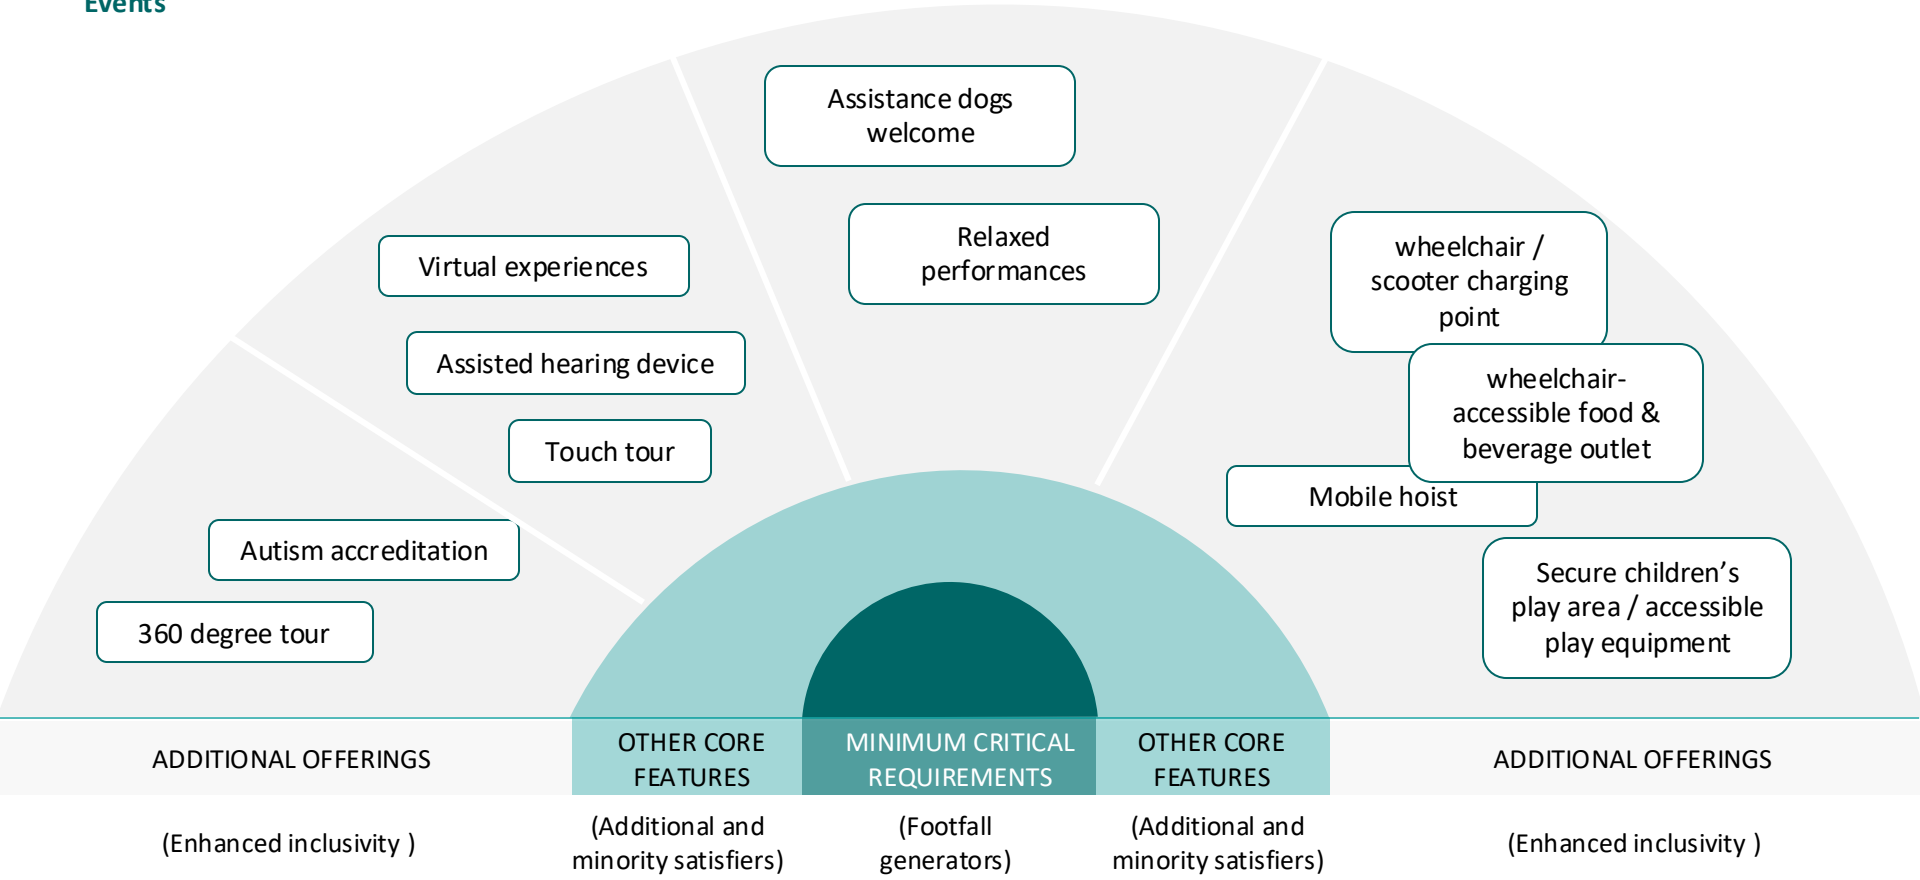 Events
Assistance dogs
welcome
Relaxed
performances
Virtual experiences
Assisted hearing device
Touch tour
Autism accreditation
360 degree tour
wheelchair /
scooter charging
point
wheelchair-
accessible food &
beverage outlet
Mobile hoist
Secure children’s
play area / accessible
play equipment
ADDITIONAL OFFERINGS
OTHER CORE
FEATURES
MINIMUM CRITICAL
REQUIREMENTS
OTHER CORE
FEATURES
ADDITIONAL OFFERINGS
(Enhanced inclusivity )
(Additional and
minority satisfiers)
(Footfall
generators)
(Additional and
minority satisfiers)
(Enhanced inclusivity )